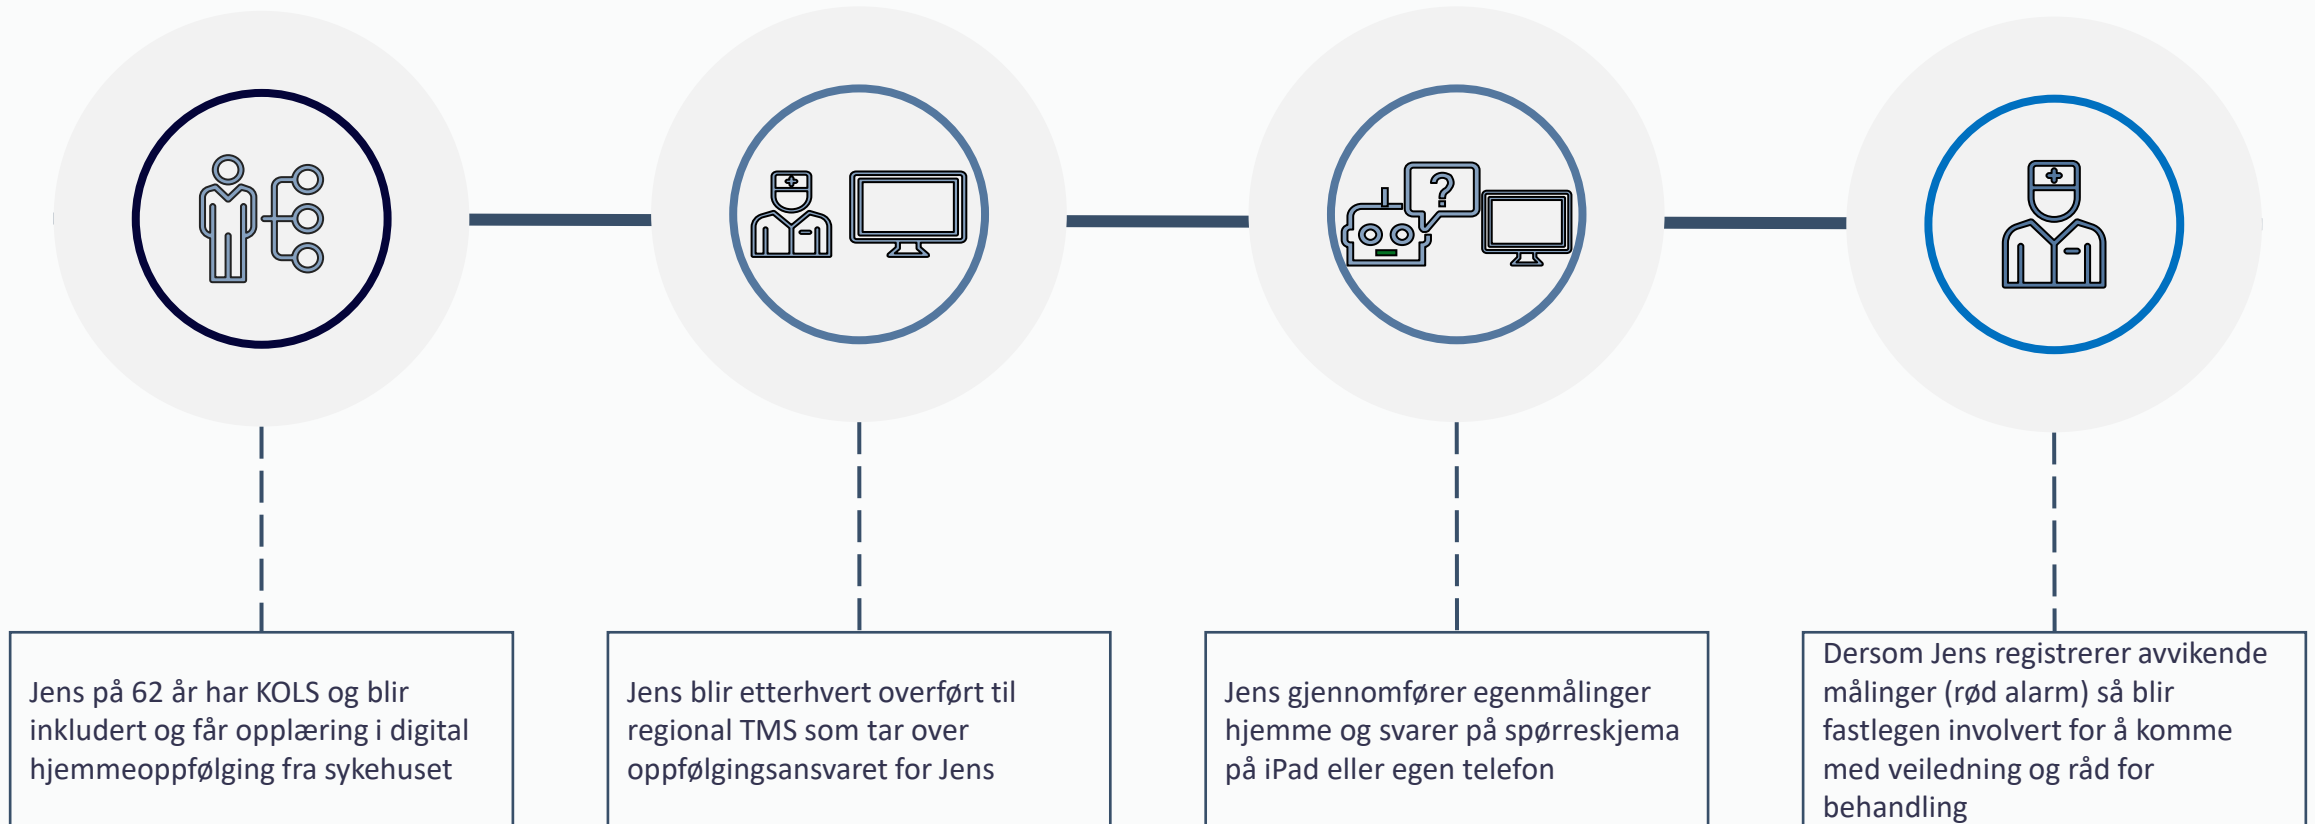 ?
Jens på 62 år har KOLS og blir
inkludert og får opplæring i digital
hjemmeoppfølging fra sykehuset
Jens blir etterhvert overført til
regional TMS som tar over
oppfølgingsansvaret for Jens
Jens gjennomfører egenmålinger
hjemme og svarer på spørreskjema
på iPad eller egen telefon
Dersom Jens registrerer avvikende
målinger (rød alarm) så blir
fastlegen involvert for å komme
med veiledning og råd for
behandling